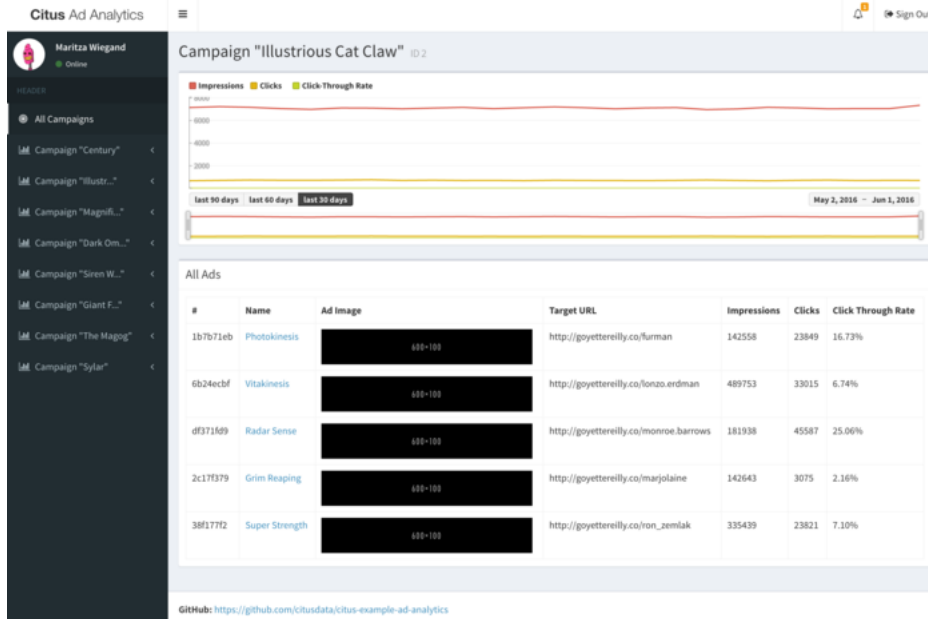 Citus Ad Analytics
1
Sign Ou
Maritza Wiegand
Online
HEADER
All Campaigns
Campaign "Century"
Campaign "Illustr..."
Campaign "Magnifi..."
Campaign "Dark Om..."
Campaign "Siren W..."
Campaign "Giant F..."
Campaign "The Magog"
Campaign "Sylar"
Campaign "Illustrious Cat Claw" ID 2
Impressions Clicks Click-Through Rate
8000
6000
4000
2000
last 90 days last 60 days last 30 days May 2, 2016 – Jun 1, 2016
All Ads
# Name Ad Image Target URL Impressions Clicks Click Through Rate
1b7b71eb Photokinesis 600×100 http://goyettereilly.co/furman 142558 23849 16.73%
6b24ecbf Vitakinesis 600×100 http://goyettereilly.co/lonzo.erdman 489753 33015 6.74%
df371fd9 Radar Sense 600×100 http://goyettereilly.co/monroe.barrows 181938 45587 25.06%
2c17f379 Grim Reaping 600×100 http://goyettereilly.co/marjolaine 142643 3075 2.16%
38f177f2 Super Strength 600×100 http://goyettereilly.co/ron_zemlak 335439 23821 7.10%
GitHub: https://github.com/citusdata/citus-example-ad-analytics